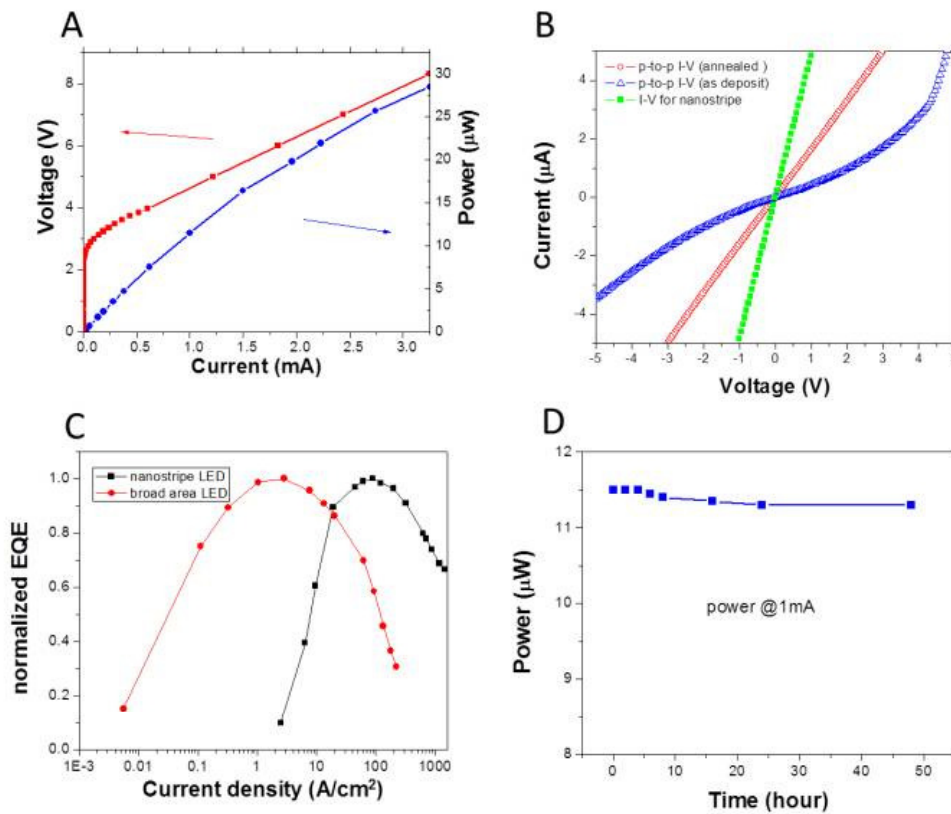 A
Voltage (V)
8
6
4
2
0
30
25
20
15
10
5
0
Power (µW)
0.0 0.5 1.0 1.5 2.0 2.5 3.0
Current (mA)
B
p-to-p I-V (annealed )
p-to-p I-V (as deposit)
I-V for nanostripe
Current (µA)
4
2
0
-2
-4
-5 -4 -3 -2 -1 0 1 2 3 4 5
Voltage (V)
C
nanostripe LED
broad area LED
normalized EQE
1.0
0.8
0.6
0.4
0.2
0.0
1E-3 0.01 0.1 1 10 100 1000
Current density (A/cm²)
D
Power (µW)
12
11
10
9
8
power @1mA
0 10 20 30 40 50
Time (hour)